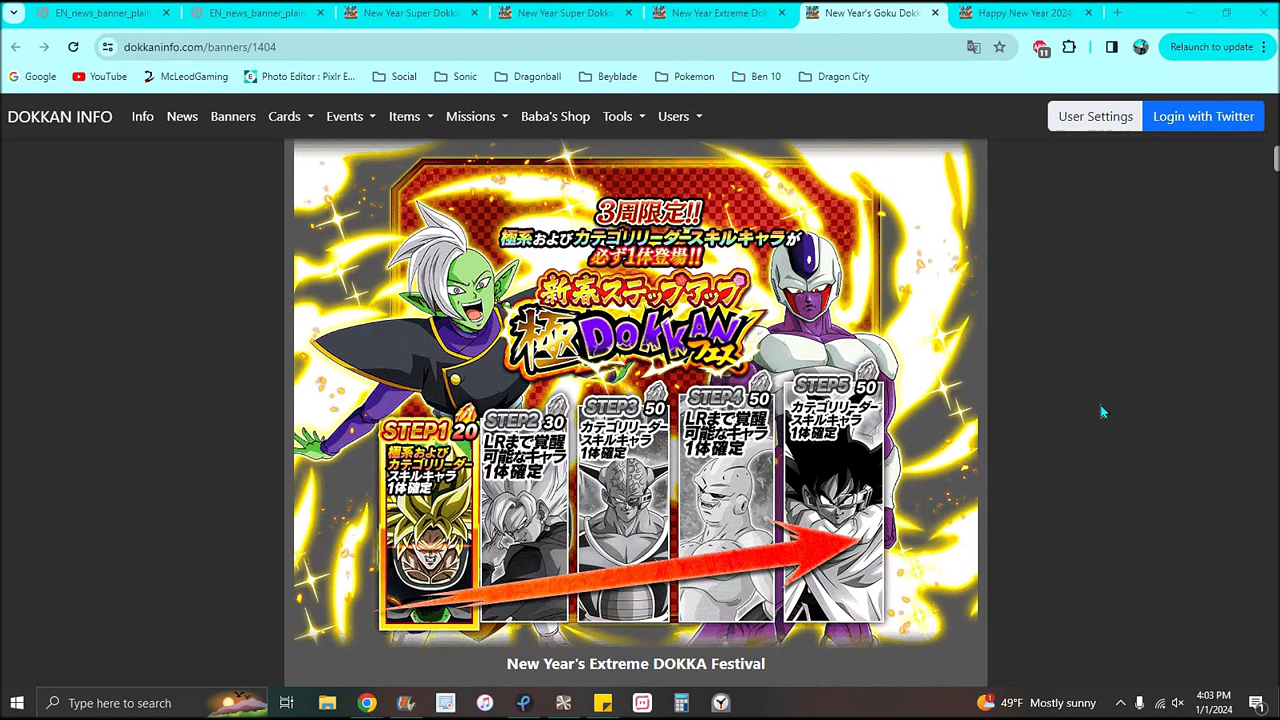 EN_news_banner_plain
EN_news_banner_plain
New Year Super Dokka
New Year Super Dokka
New Year Extreme Do
New Year's Goku Dokk
Happy New Year 2024
dokkaninfo.com/banners/1404
11
Relaunch to update
Google
YouTube
McLeodGaming
Photo Editor : Pixlr E...
Social
Sonic
Dragonball
Beyblade
Pokemon
Ben 10
Dragon City
DOKKAN INFO
Info
News
Banners
Cards
Events
Items
Missions
Baba's Shop
Tools
Users
User Settings
Login with Twitter
3周限定!!
極系およびカテゴリリーダースキルキャラが
必ず1体登場!!
新春ステップアップ
極DOKKANフェス
STEP1 20
極系および
カテゴリリーダー
スキルキャラ
1体確定
STEP2 30
LRまで覚醒
可能なキャラ
1体確定
STEP3 50
カテゴリリーダー
スキルキャラ
1体確定
STEP4 50
LRまで覚醒
可能なキャラ
1体確定
STEP5 50
カテゴリリーダー
スキルキャラ
1体確定
New Year's Extreme DOKKA Festival
Type here to search
1
49°F Mostly sunny
4:03 PM
1/1/2024